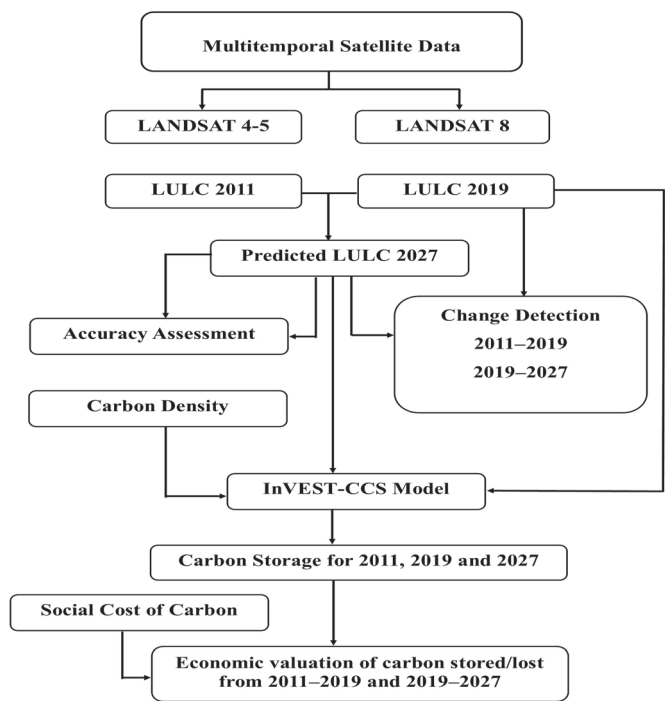 Multitemporal Satellite Data
LANDSAT 4-5
LANDSAT 8
LULC 2011
LULC 2019
Predicted LULC 2027
Accuracy Assessment
Change Detection
2011–2019
2019–2027
Carbon Density
InVEST-CCS Model
Carbon Storage for 2011, 2019 and 2027
Social Cost of Carbon
Economic valuation of carbon stored/lost
from 2011–2019 and 2019–2027